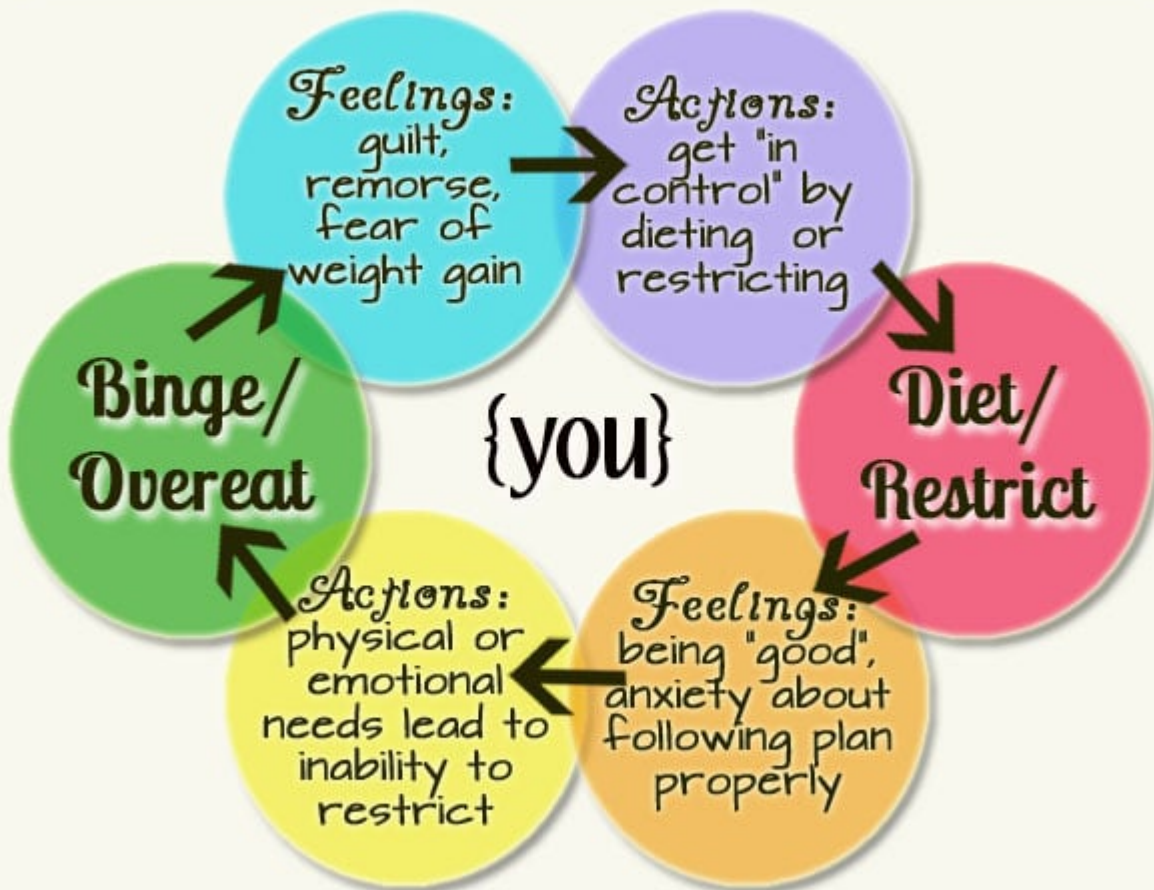 Feelings:
guilt,
remorse,
fear of
weight gain
Actions:
get "in
control" by
dieting or
restricting
Diet/
Restrict
Feelings:
being "good",
anxiety about
following plan
properly
Actions:
physical or
emotional
needs lead to
inability to
restrict
Binge/
Overeat
{you}